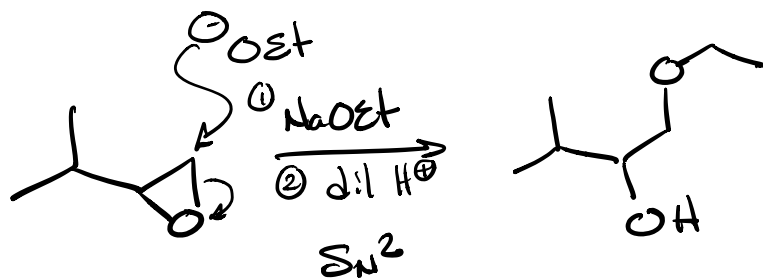 ⊖OEt
① NaOEt
② dil H⊕
SN2
O
O
OH